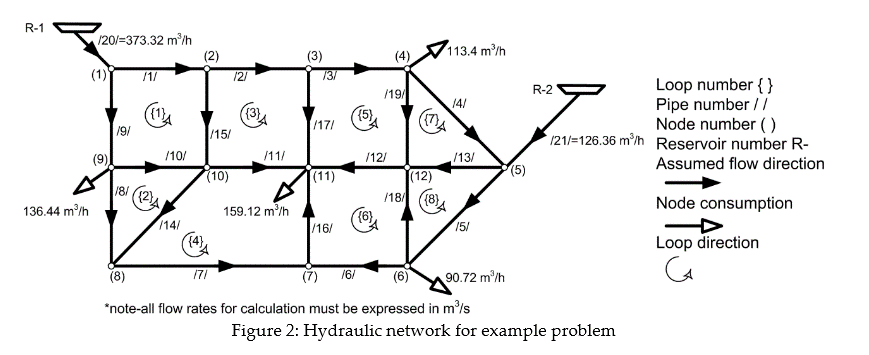 R-1
/20/=373.32 m³/h
(1)
/1/
(2)
/2/
(3)
/3/
(4)
113.4 m³/h
R-2
/21/=126.36 m³/h
/9/
{1}
/15/
{3}
/17/
{5}
/19/
{7}
/4/
(9)
/10/
(10)
/11/
(11)
/12/
(12)
/13/
(5)
136.44 m³/h
/8/
{2}
/14/
159.12 m³/h
{4}
/16/
{6}
/18/
{8}
/5/
(8)
/7/
(7)
/6/
(6)
90.72 m³/h
Loop number { }
Pipe number / /
Node number ( )
Reservoir number R-
Assumed flow direction
Node consumption
Loop direction
*note-all flow rates for calculation must be expressed in m³/s
Figure 2: Hydraulic network for example problem